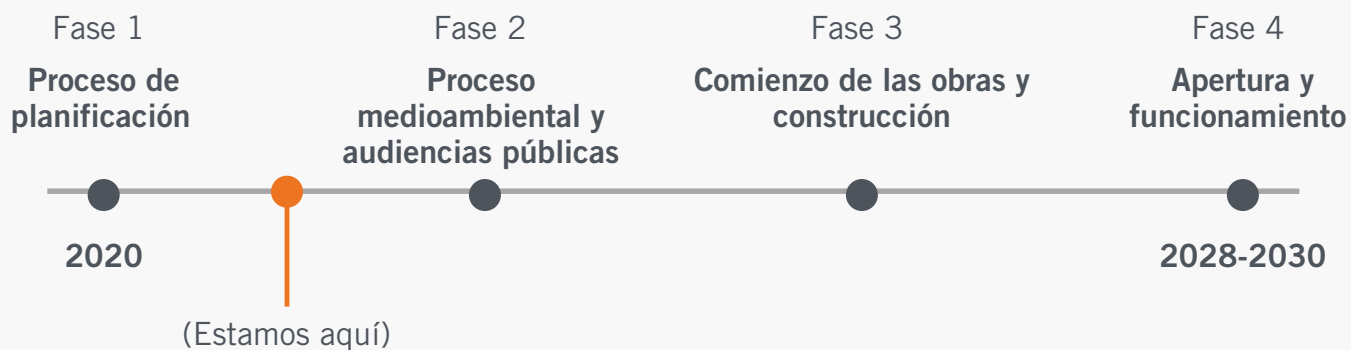 Fase 1
Proceso de
planificación
2020
(Estamos aquí)
Fase 2
Proceso
medioambiental y
audiencias públicas
Fase 3
Comienzo de las obras y
construcción
Fase 4
Apertura y
funcionamiento
2028-2030